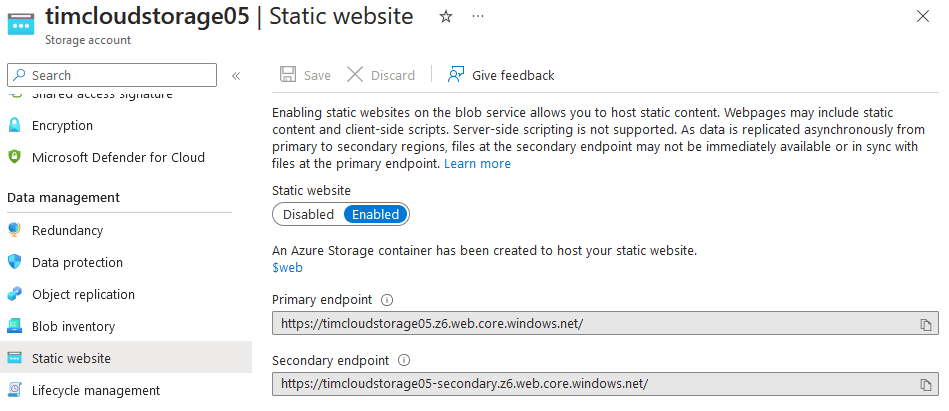 timcloudstorage05 | Static website
Storage account
Search
Shared access signature
Encryption
Microsoft Defender for Cloud
Data management
Redundancy
Data protection
Object replication
Blob inventory
Static website
Lifecycle management
Save
Discard
Give feedback
Enabling static websites on the blob service allows you to host static content. Webpages may include static
content and client-side scripts. Server-side scripting is not supported. As data is replicated asynchronously from
primary to secondary regions, files at the secondary endpoint may not be immediately available or in sync with
files at the primary endpoint. Learn more
Static website
Disabled Enabled
An Azure Storage container has been created to host your static website.
$web
Primary endpoint
https://timcloudstorage05.z6.web.core.windows.net/
Secondary endpoint
https://timcloudstorage05-secondary.z6.web.core.windows.net/